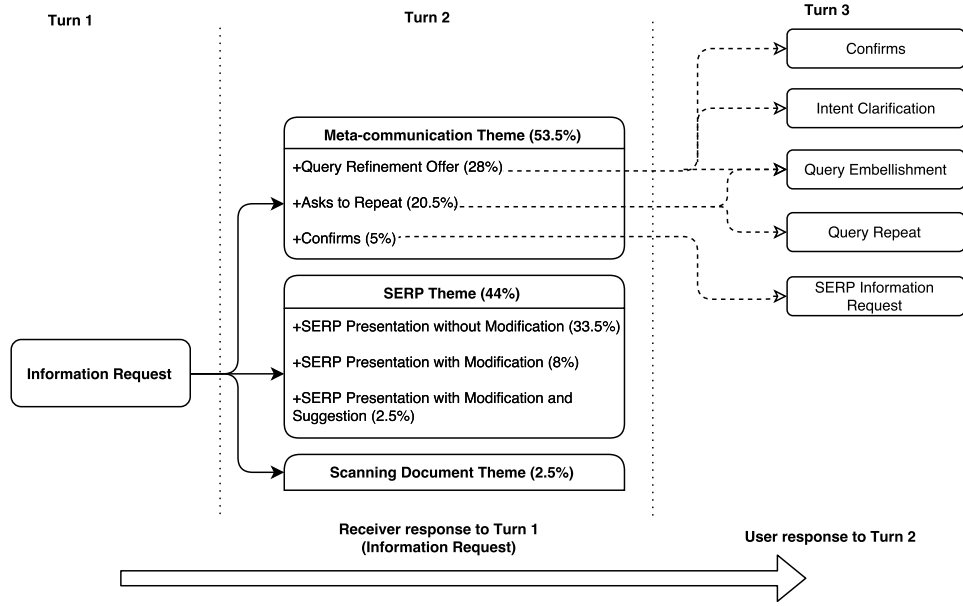 Turn 1
Turn 2
Turn 3
Information Request
Meta-communication Theme (53.5%)
+Query Refinement Offer (28%)
+Asks to Repeat (20.5%)
+Confirms (5%)
SERP Theme (44%)
+SERP Presentation without Modification (33.5%)
+SERP Presentation with Modification (8%)
+SERP Presentation with Modification and
Suggestion (2.5%)
Scanning Document Theme (2.5%)
Confirms
Intent Clarification
Query Embellishment
Query Repeat
SERP Information
Request
Receiver response to Turn 1
(Information Request)
User response to Turn 2